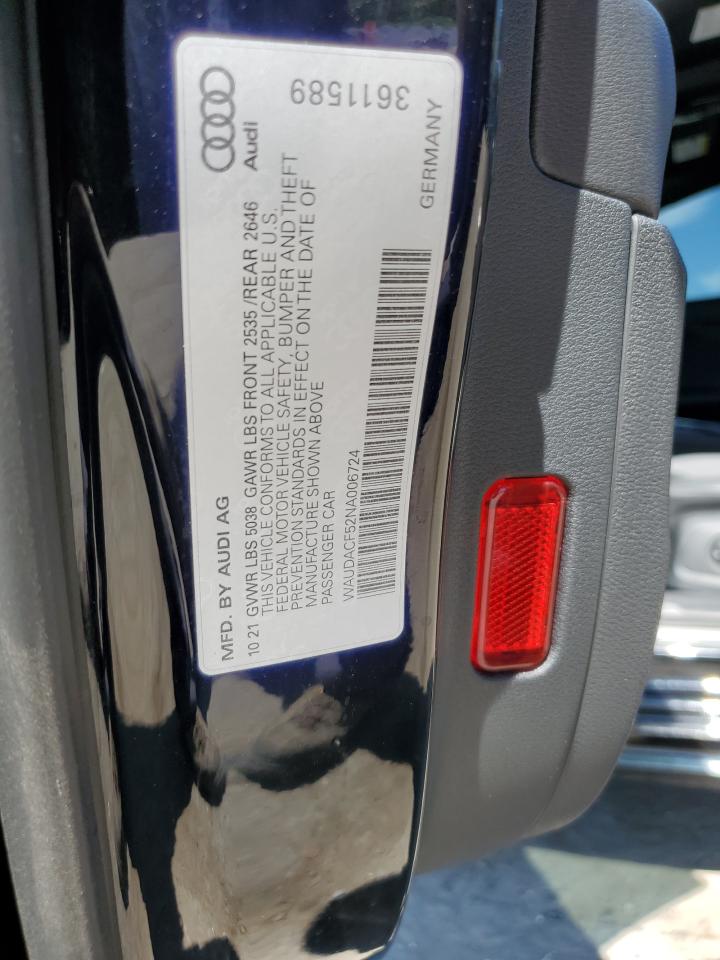 MFD. BY AUDI AG
Audi
10 21 GVWR LBS 5038 GAWR LBS FRONT 2535 /REAR 2646
THIS VEHICLE CONFORMS TO ALL APPLICABLE U.S.
FEDERAL MOTOR VEHICLE SAFETY, BUMPER AND THEFT
PREVENTION STANDARDS IN EFFECT ON THE DATE OF
MANUFACTURE SHOWN ABOVE
PASSENGER CAR
WAUDACF52NA006724
GERMANY
3611589